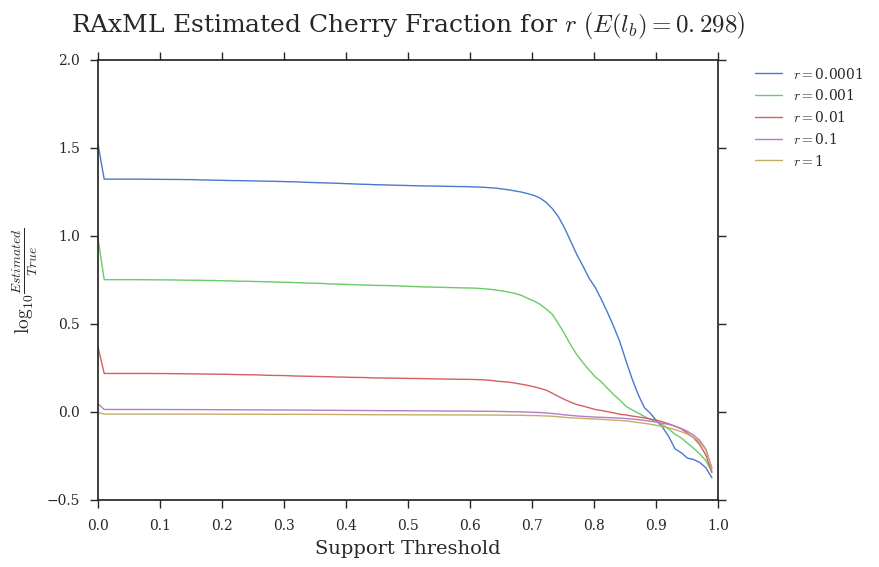 RAxML Estimated Cherry Fraction for r (E(l_b) = 0.298)
2.0
1.5
1.0
0.5
0.0
−0.5
log₁₀ Estimated/True
0.0 0.1 0.2 0.3 0.4 0.5 0.6 0.7 0.8 0.9 1.0
Support Threshold
r = 0.0001
r = 0.001
r = 0.01
r = 0.1
r = 1